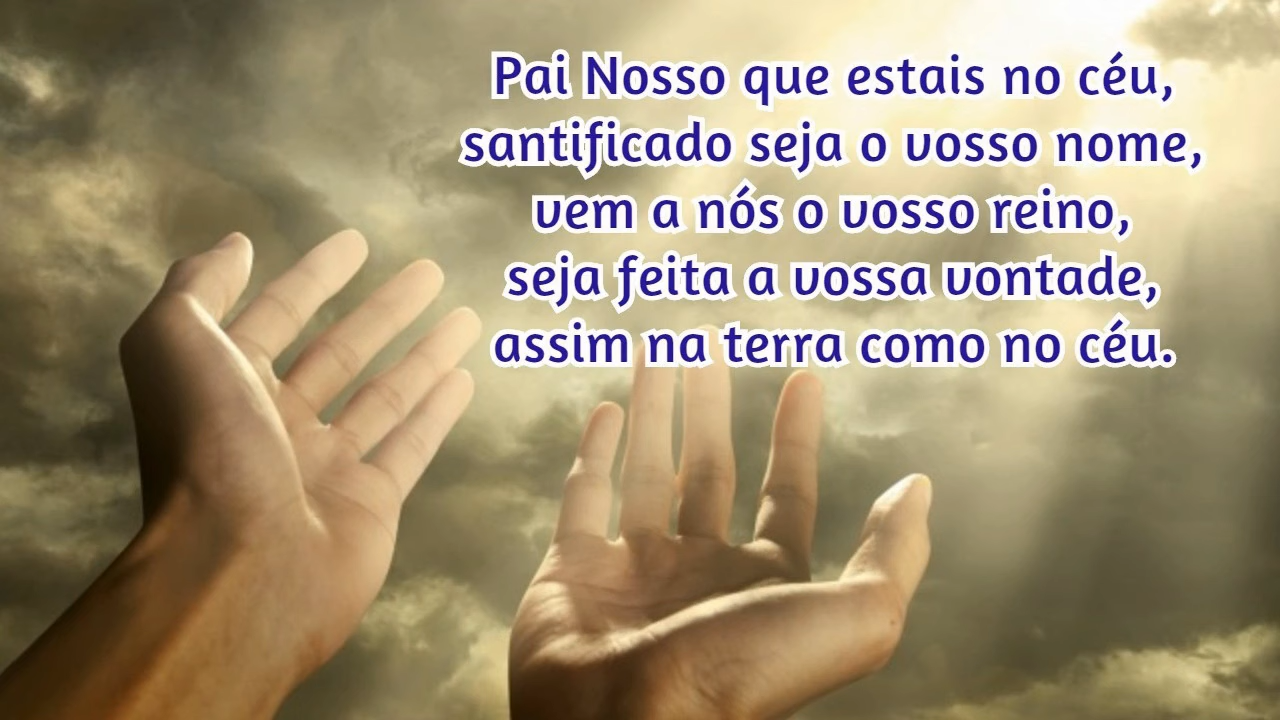 Pai Nosso que estais no céu,
santificado seja o vosso nome,
vem a nós o vosso reino,
seja feita a vossa vontade,
assim na terra como no céu.